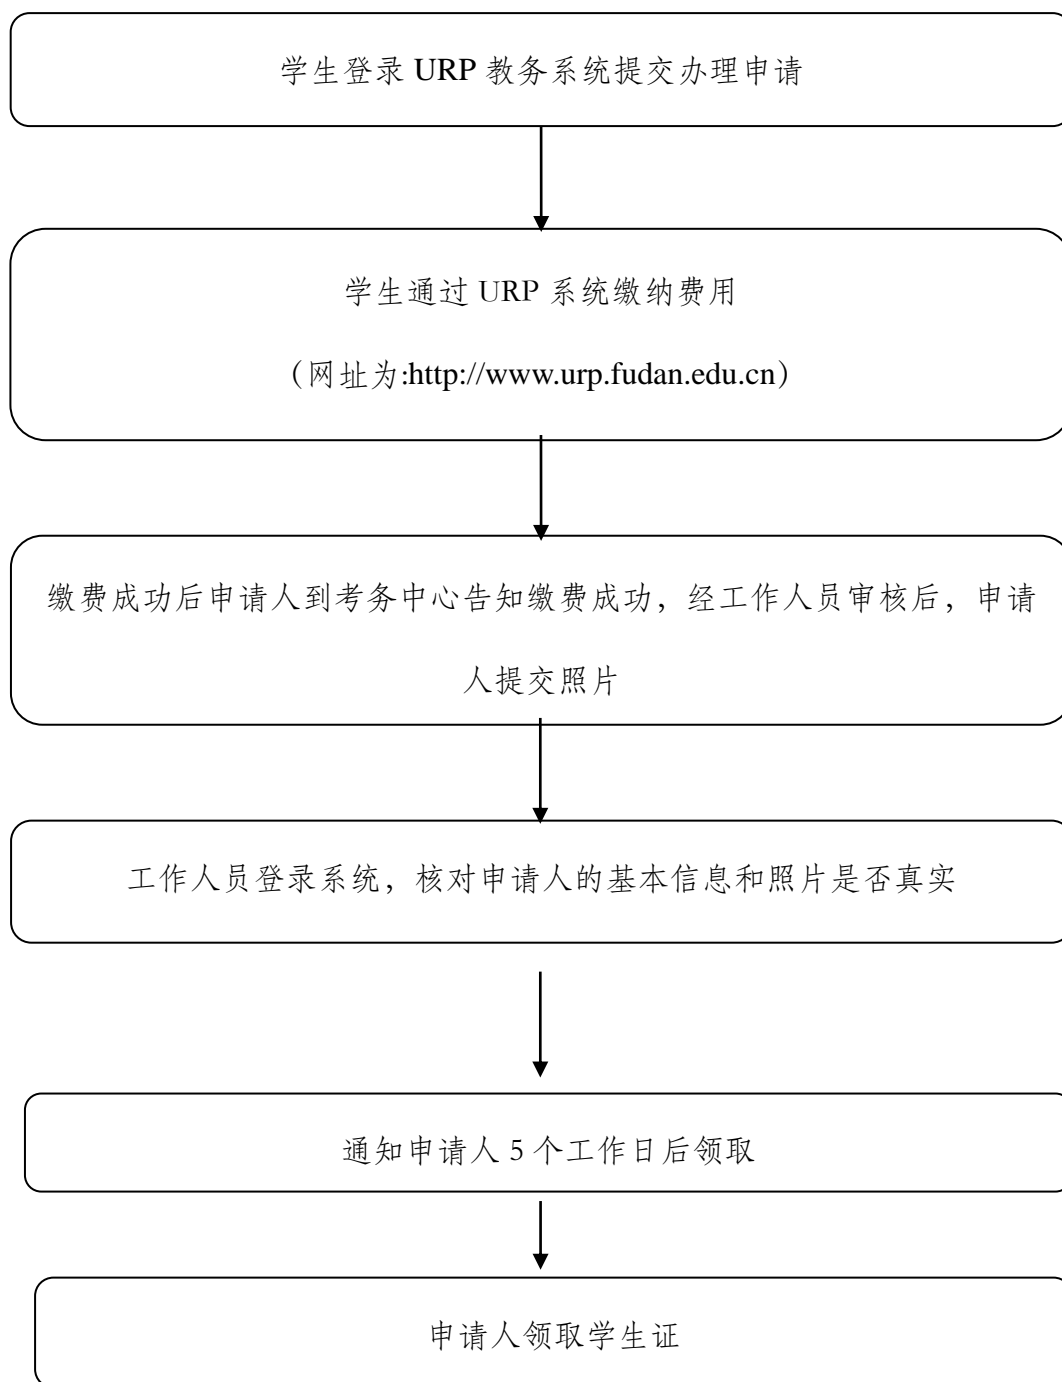 学生登录 URP 教务系统提交办理申请
学生通过 URP 系统缴纳费用
（网址为:http://www.urp.fudan.edu.cn）
缴费成功后申请人到考务中心告知缴费成功，经工作人员审核后，申请
人提交照片
工作人员登录系统，核对申请人的基本信息和照片是否真实
通知申请人 5 个工作日后领取
申请人领取学生证